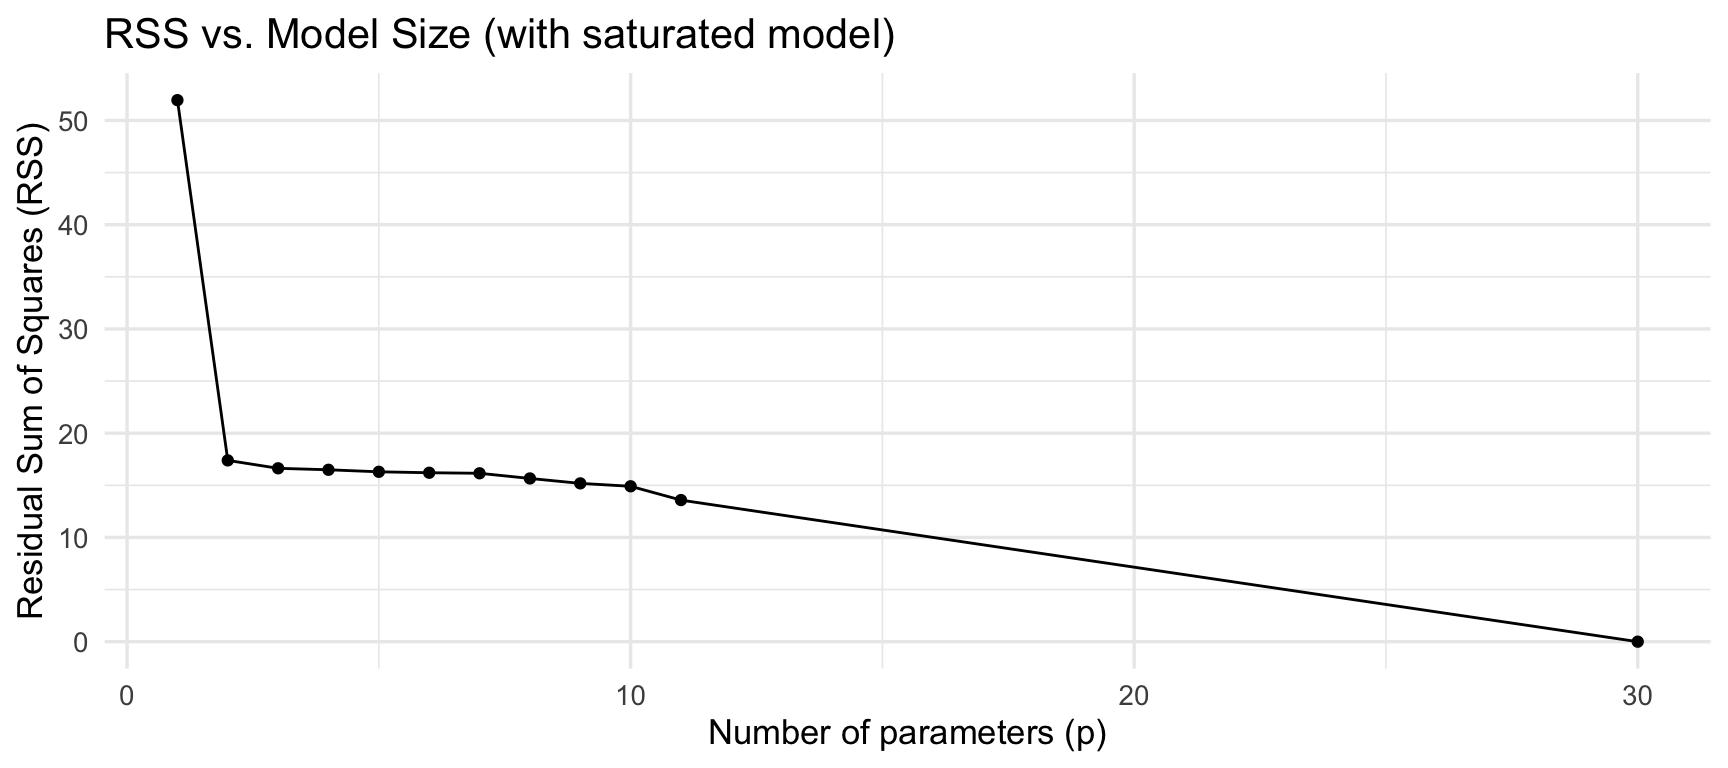 RSS vs. Model Size (with saturated model)
Residual Sum of Squares (RSS)
50
40
30
20
10
0
0 10 20 30
Number of parameters (p)